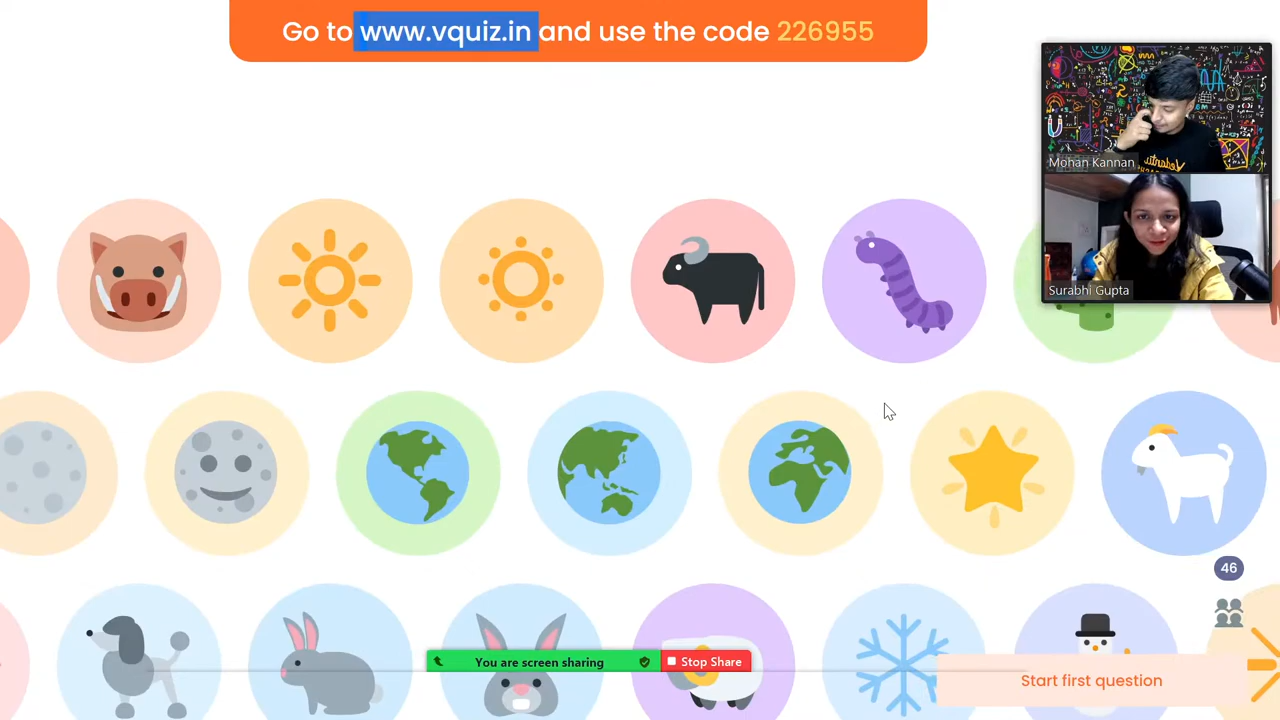 Go to www.vquiz.in and use the code 226955
Mohan Kannan
Vedantu
Surabhi Gupta
46
You are screen sharing
Stop Share
Start first question